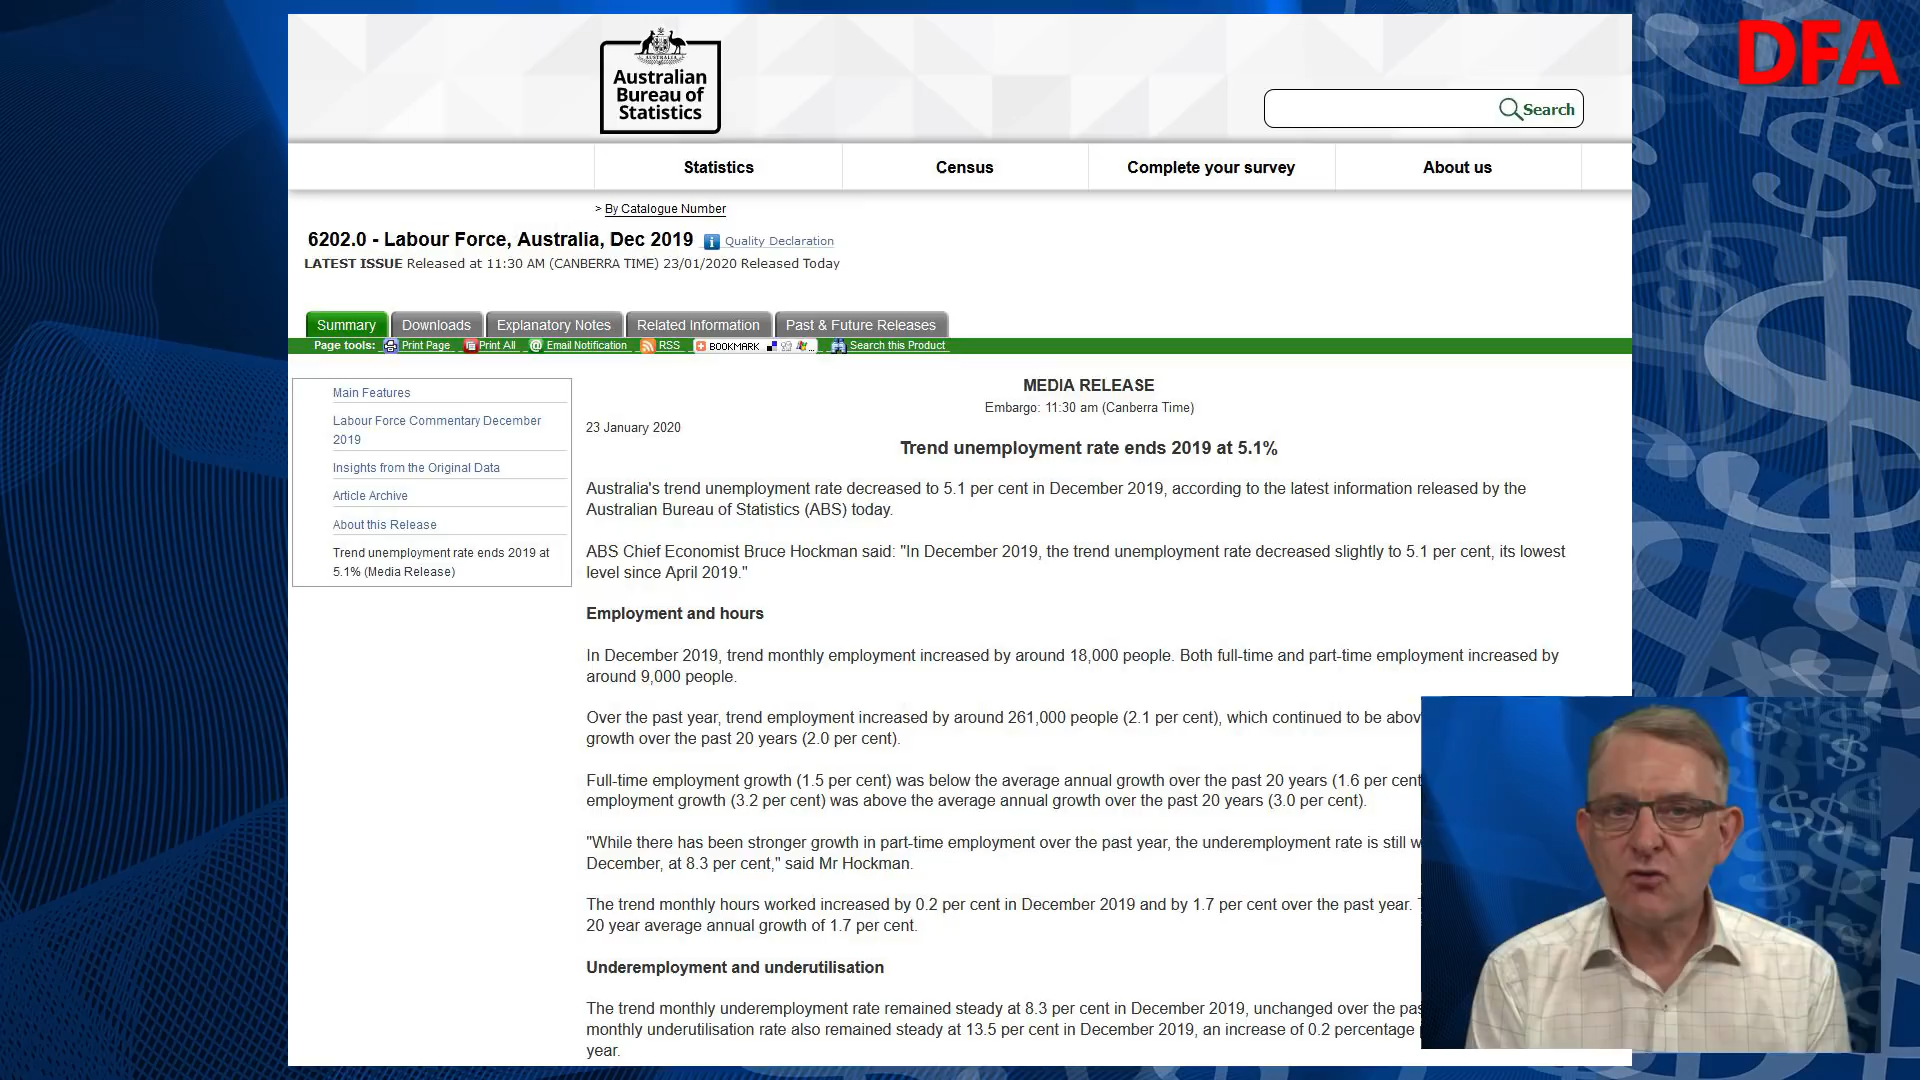 DFA
Australian
Bureau of
Statistics
Search
Statistics
Census
Complete your survey
About us
> By Catalogue Number
6202.0 - Labour Force, Australia, Dec 2019
i
Quality Declaration
LATEST ISSUE Released at 11:30 AM (CANBERRA TIME) 23/01/2020 Released Today
Summary
Downloads
Explanatory Notes
Related Information
Past & Future Releases
Page tools:
Print Page
Print All
Email Notification
RSS
BOOKMARK
Search this Product
Main Features
Labour Force Commentary December
2019
Insights from the Original Data
Article Archive
About this Release
Trend unemployment rate ends 2019 at
5.1% (Media Release)
MEDIA RELEASE
Embargo: 11:30 am (Canberra Time)
23 January 2020
Trend unemployment rate ends 2019 at 5.1%
Australia's trend unemployment rate decreased to 5.1 per cent in December 2019, according to the latest information released by the
Australian Bureau of Statistics (ABS) today.
ABS Chief Economist Bruce Hockman said: "In December 2019, the trend unemployment rate decreased slightly to 5.1 per cent, its lowest
level since April 2019."
Employment and hours
In December 2019, trend monthly employment increased by around 18,000 people. Both full-time and part-time employment increased by
around 9,000 people.
Over the past year, trend employment increased by around 261,000 people (2.1 per cent), which continued to be
growth over the past 20 years (2.0 per cent).
Full-time employment growth (1.5 per cent) was below the average annual growth over the past 20 years (1.6 per cent
employment growth (3.2 per cent) was above the average annual growth over the past 20 years (3.0 per cent).
"While there has been stronger growth in part-time employment over the past year, the underemployment rate is still
December, at 8.3 per cent," said Mr Hockman.
The trend monthly hours worked increased by 0.2 per cent in December 2019 and by 1.7 per cent over the past year.
20 year average annual growth of 1.7 per cent.
Underemployment and underutilisation
The trend monthly underemployment rate remained steady at 8.3 per cent in December 2019, unchanged over the
monthly underutilisation rate also remained steady at 13.5 per cent in December 2019, an increase of 0.2 percentage
year.